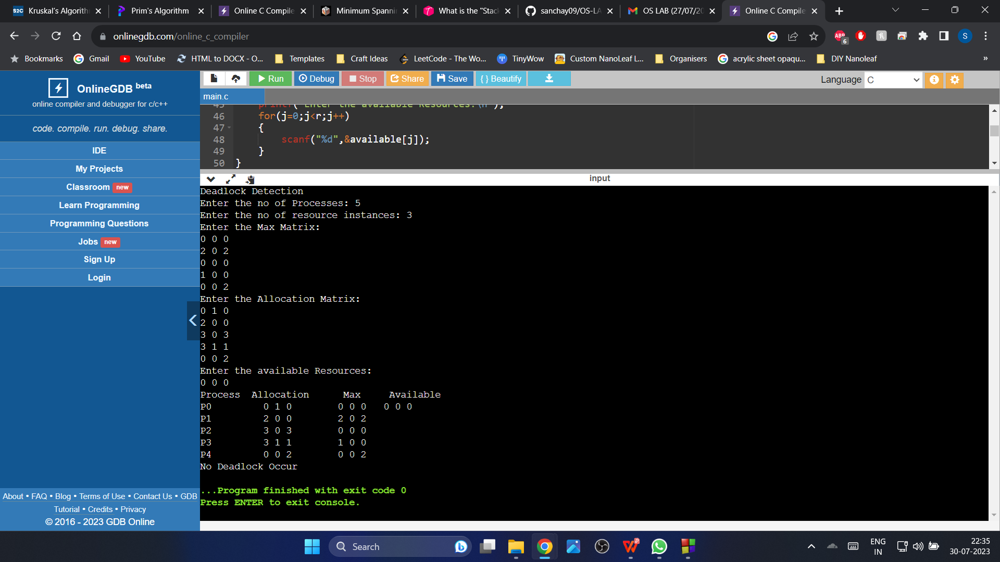 Kruskal's Algorith
Prim's Algorithm
Online C Compile
Minimum Spanni
What is the "Stac
sanchay09/OS-LA
OS LAB (27/07/20
Online C Compile
onlinegdb.com/online_c_compiler
ABP
6
S
Bookmarks
Gmail
YouTube
HTML to DOCX - O...
Templates
Craft Ideas
LeetCode - The Wo...
TinyWow
Custom NanoLeaf L...
Organisers
acrylic sheet opaqu...
DIY Nanoleaf
»
OnlineGDB beta
online compiler and debugger for c/c++
code. compile. run. debug. share.
IDE
My Projects
Classroom new
Learn Programming
Programming Questions
Jobs new
Sign Up
Login
About • FAQ • Blog • Terms of Use • Contact Us • GDB
Tutorial • Credits • Privacy
© 2016 - 2023 GDB Online
Run
Debug
Stop
Share
Save
{ } Beautify
Language
C
main.c
45 printf("Enter the available Resources:\n");
46 for(j=0;j<r;j++)
47 {
48 scanf("%d",&available[j]);
49 }
50 }
input
Deadlock Detection
Enter the no of Processes: 5
Enter the no of resource instances: 3
Enter the Max Matrix:
0 0 0
2 0 2
0 0 0
1 0 0
0 0 2
Enter the Allocation Matrix:
0 1 0
2 0 0
3 0 3
3 1 1
0 0 2
Enter the available Resources:
0 0 0
Process Allocation Max Available
P0 0 1 0 0 0 0 0 0 0
P1 2 0 0 2 0 2
P2 3 0 3 0 0 0
P3 3 1 1 1 0 0
P4 0 0 2 0 0 2
No Deadlock Occur
...Program finished with exit code 0
Press ENTER to exit console.
Search
ENG
IN
22:35
30-07-2023